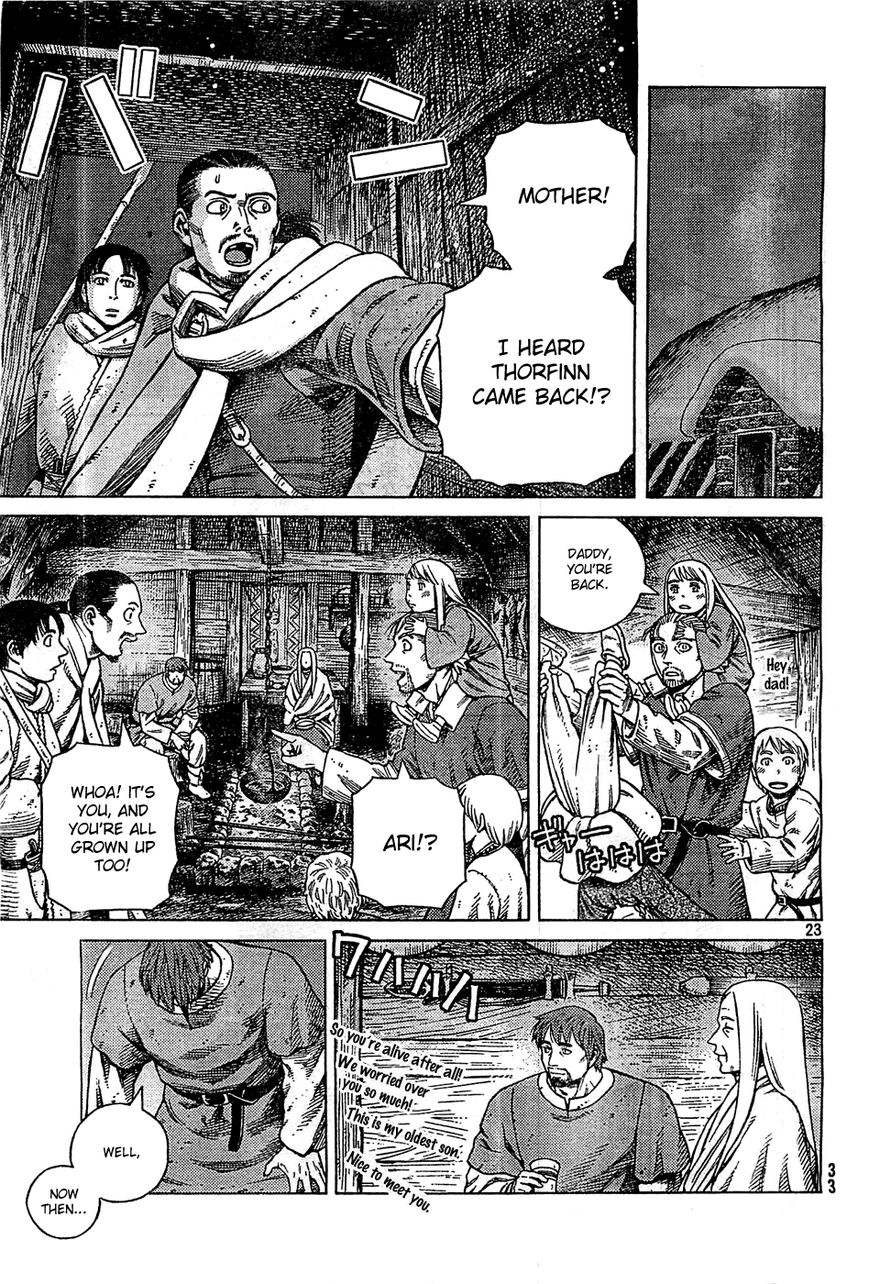 MOTHER!
I HEARD
THORFINN
CAME BACK!?
DADDY,
YOU'RE
BACK.
Hey
dad!
ギャー
ははは
ARI!?
WHOA! IT'S
YOU, AND
YOU'RE ALL
GROWN UP
TOO!
23
ワハハハハ
So you're alive after all!
We worried over
you so much!
This is my oldest son.
Nice to meet you.
33
WELL,
NOW
THEN...